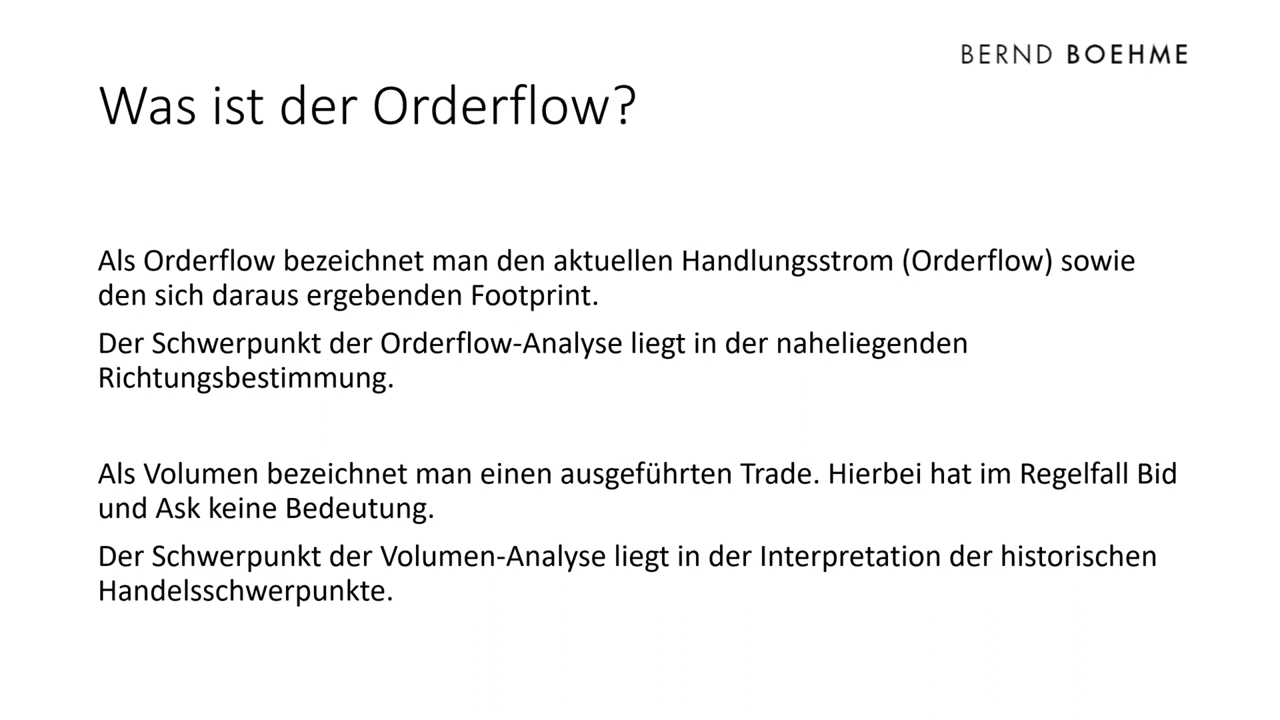 BERND BOEHME
Was ist der Orderflow?
Als Orderflow bezeichnet man den aktuellen Handlungsstrom (Orderflow) sowie
den sich daraus ergebenden Footprint.
Der Schwerpunkt der Orderflow-Analyse liegt in der naheliegenden
Richtungsbestimmung.
Als Volumen bezeichnet man einen ausgeführten Trade. Hierbei hat im Regelfall Bid
und Ask keine Bedeutung.
Der Schwerpunkt der Volumen-Analyse liegt in der Interpretation der historischen
Handelsschwerpunkte.